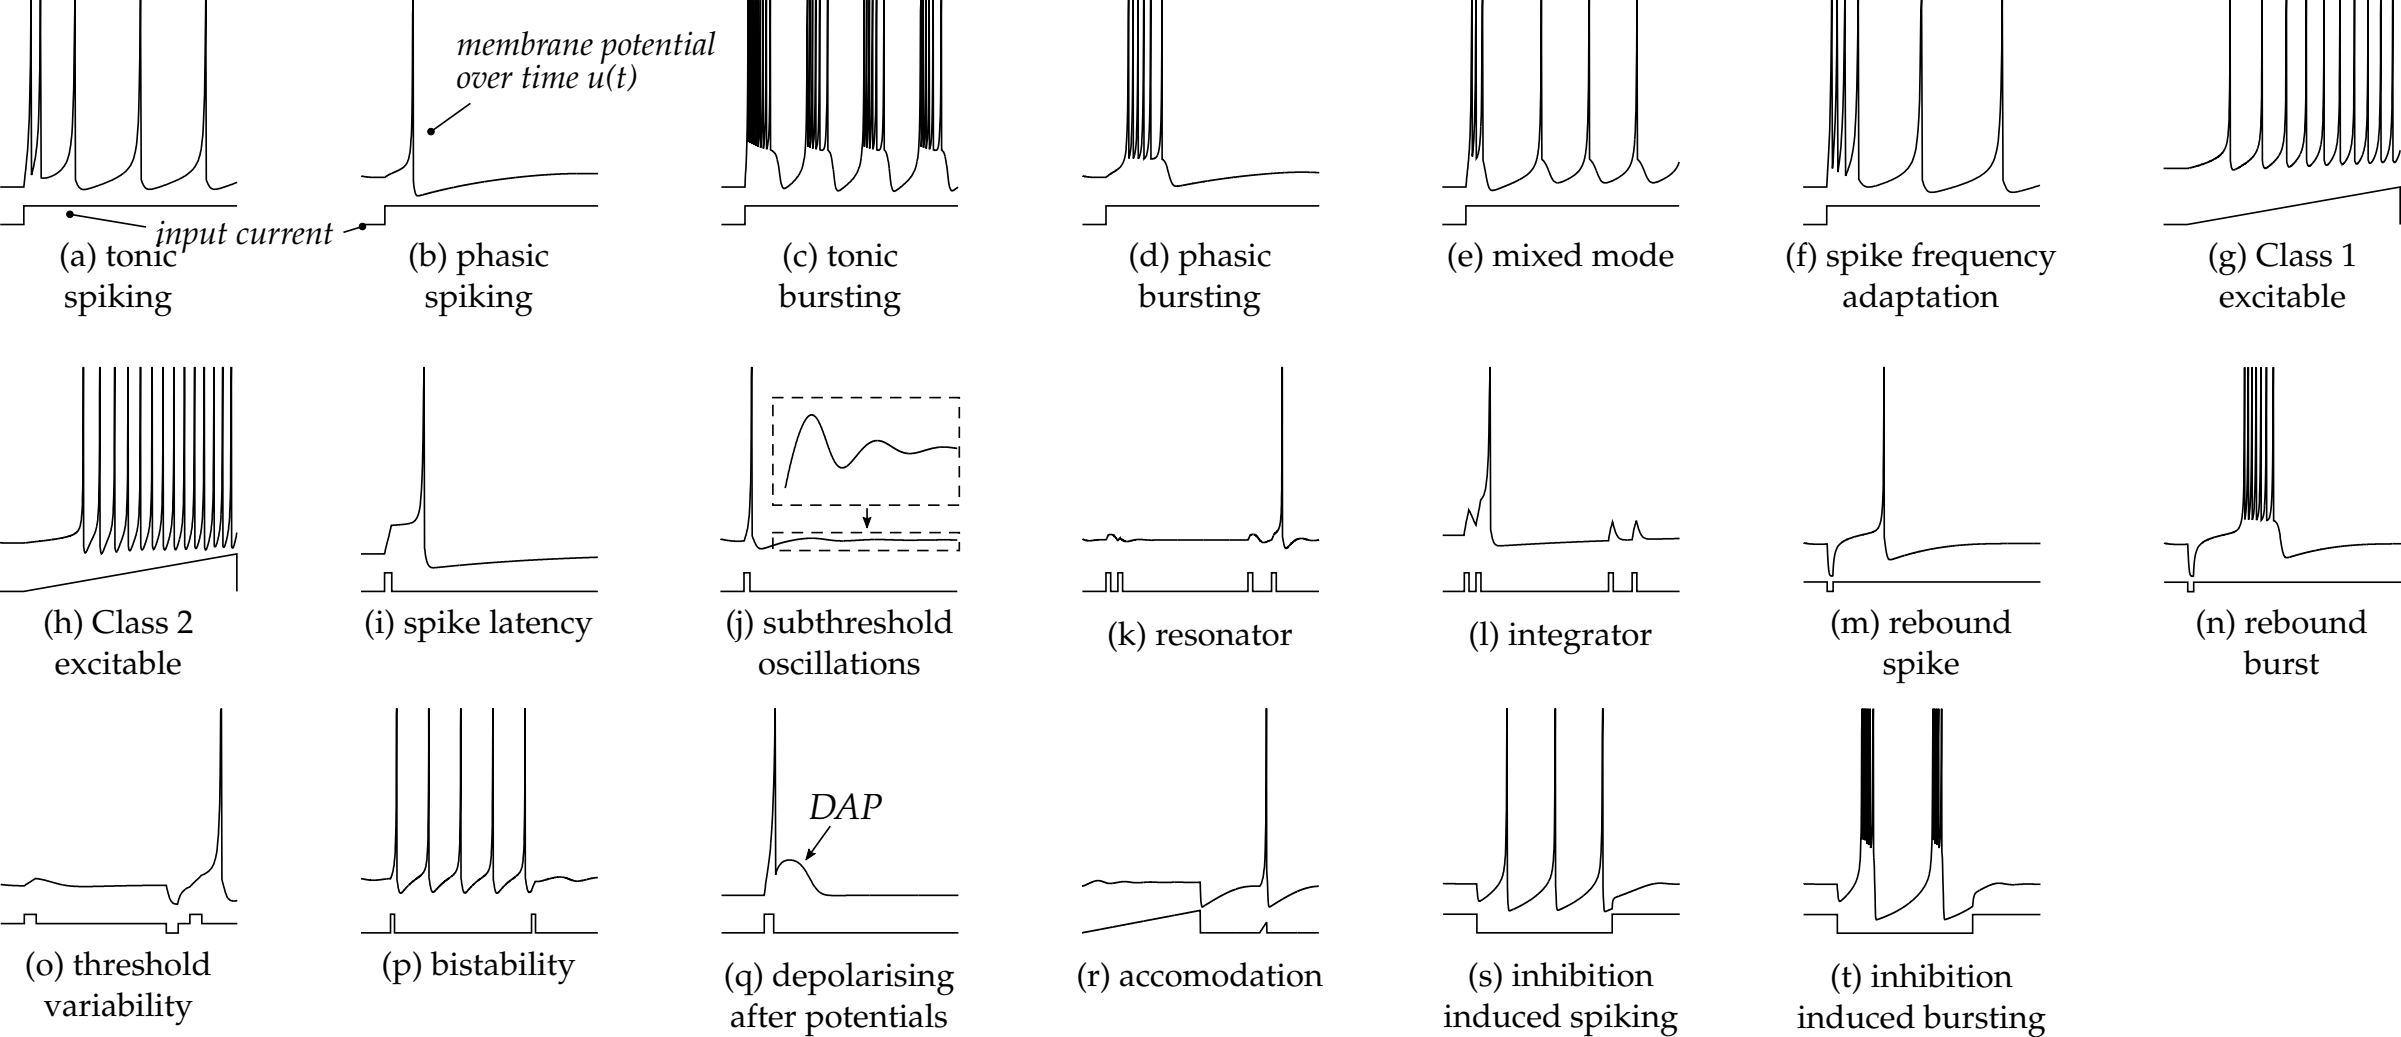 membrane potential
over time u(t)
input current
(a) tonic
spiking
(b) phasic
spiking
(c) tonic
bursting
(d) phasic
bursting
(e) mixed mode
(f) spike frequency
adaptation
(g) Class 1
excitable
(h) Class 2
excitable
(i) spike latency
(j) subthreshold
oscillations
(k) resonator
(l) integrator
(m) rebound
spike
(n) rebound
burst
DAP
(o) threshold
variability
(p) bistability
(q) depolarising
after potentials
(r) accomodation
(s) inhibition
induced spiking
(t) inhibition
induced bursting